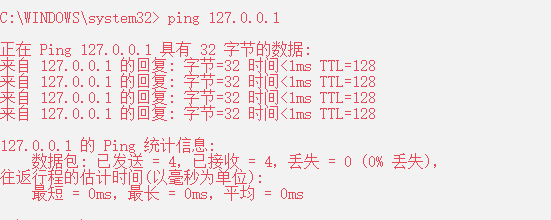 C:\WINDOWS\system32> ping 127.0.0.1
正在 Ping 127.0.0.1 具有 32 字节的数据:
来自 127.0.0.1 的回复: 字节=32 时间<1ms TTL=128
来自 127.0.0.1 的回复: 字节=32 时间<1ms TTL=128
来自 127.0.0.1 的回复: 字节=32 时间<1ms TTL=128
来自 127.0.0.1 的回复: 字节=32 时间<1ms TTL=128
127.0.0.1 的 Ping 统计信息:
数据包: 已发送 = 4, 已接收 = 4, 丢失 = 0 (0% 丢失),
往返行程的估计时间(以毫秒为单位):
最短 = 0ms, 最长 = 0ms, 平均 = 0ms